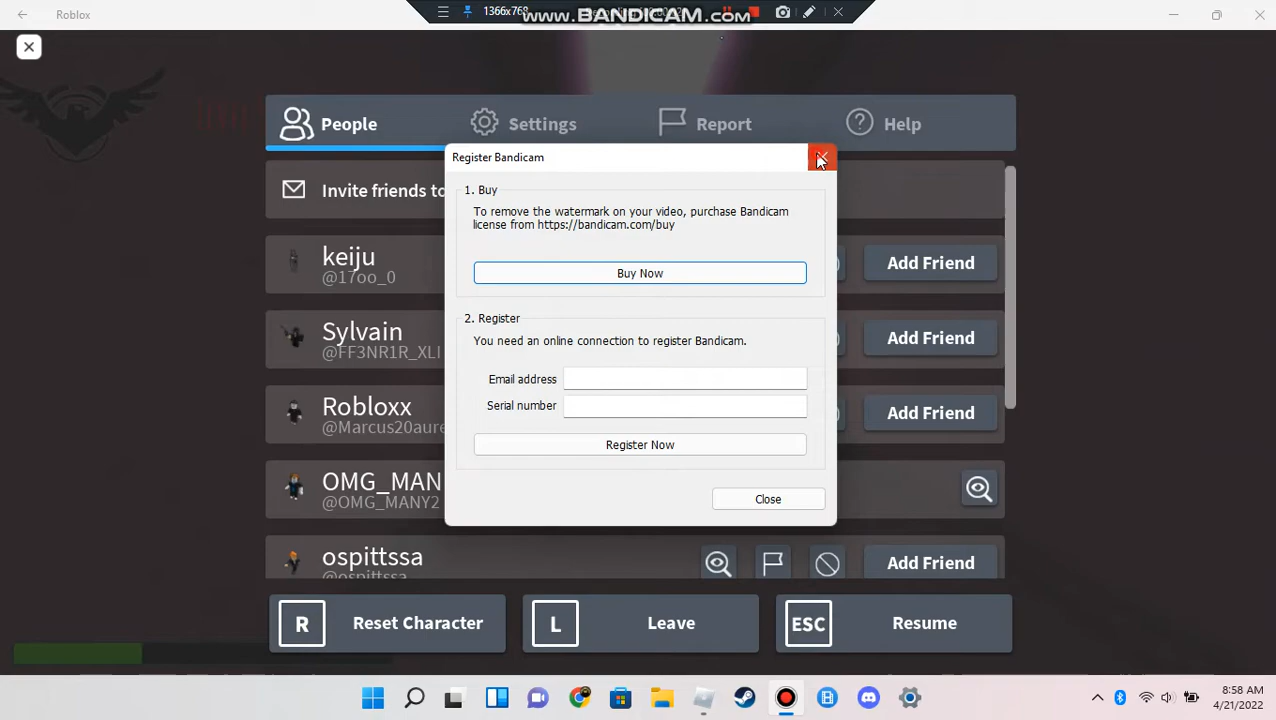 Roblox
1366x768
www.BANDICAM.com
People
Settings
Report
Help
Invite friends to
Register Bandicam
1. Buy
To remove the watermark on your video, purchase Bandicam
license from https://bandicam.com/buy
Buy Now
2. Register
You need an online connection to register Bandicam.
Email address
Serial number
Register Now
Close
keiju
@17oo_0
Add Friend
Sylvain
@FF3NR1R_XLI
Add Friend
Robloxx
@Marcus20aure
Add Friend
OMG_MAN
@OMG_MANY2
ospittssa
@ospittssa
Add Friend
R
Reset Character
L
Leave
ESC
Resume
8:58 AM
4/21/2022